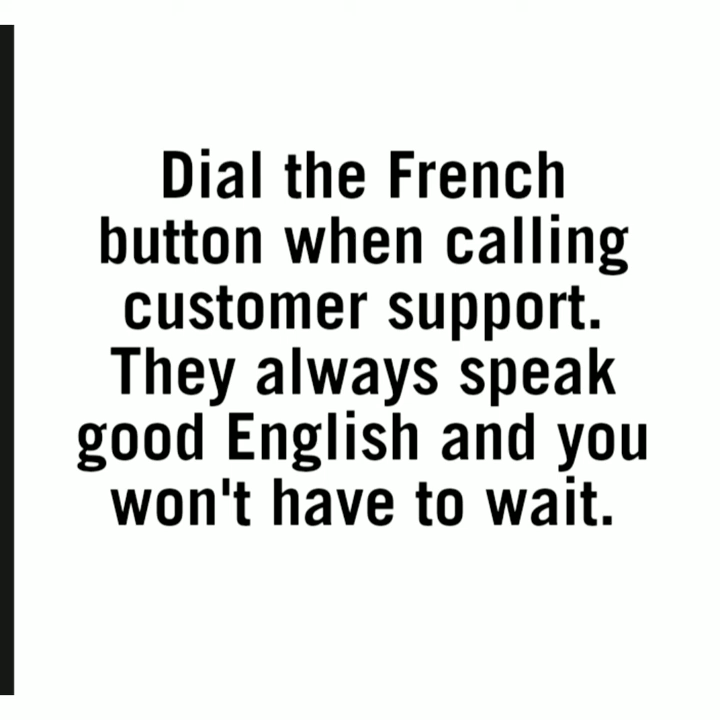 Dial the French
button when calling
customer support.
They always speak
good English and you
won't have to wait.